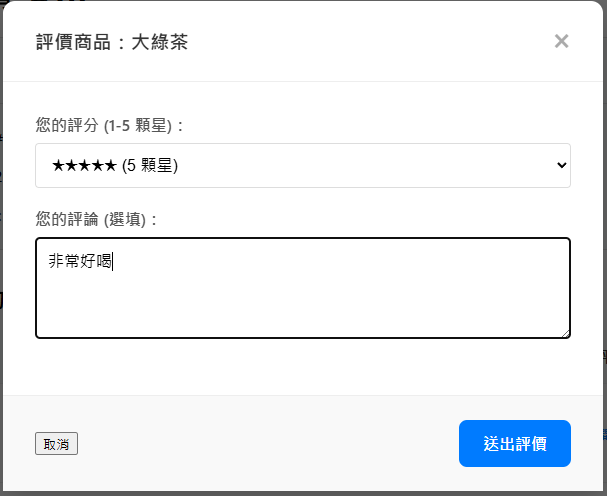 評價商品：大綠茶
×
您的評分 (1-5 顆星)：
★★★★★ (5 顆星)
您的評論 (選填)：
非常好喝
取消
送出評價